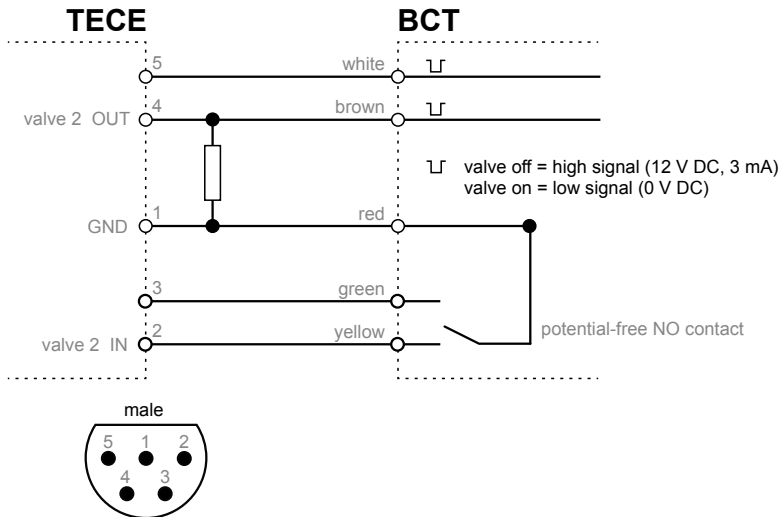 TECE BCT
5 white
valve 2 OUT 4 brown
valve off = high signal (12 V DC, 3 mA)
valve on = low signal (0 V DC)
GND 1 red
3 green
valve 2 IN 2 yellow potential-free NO contact
male
5 1 2
4 3